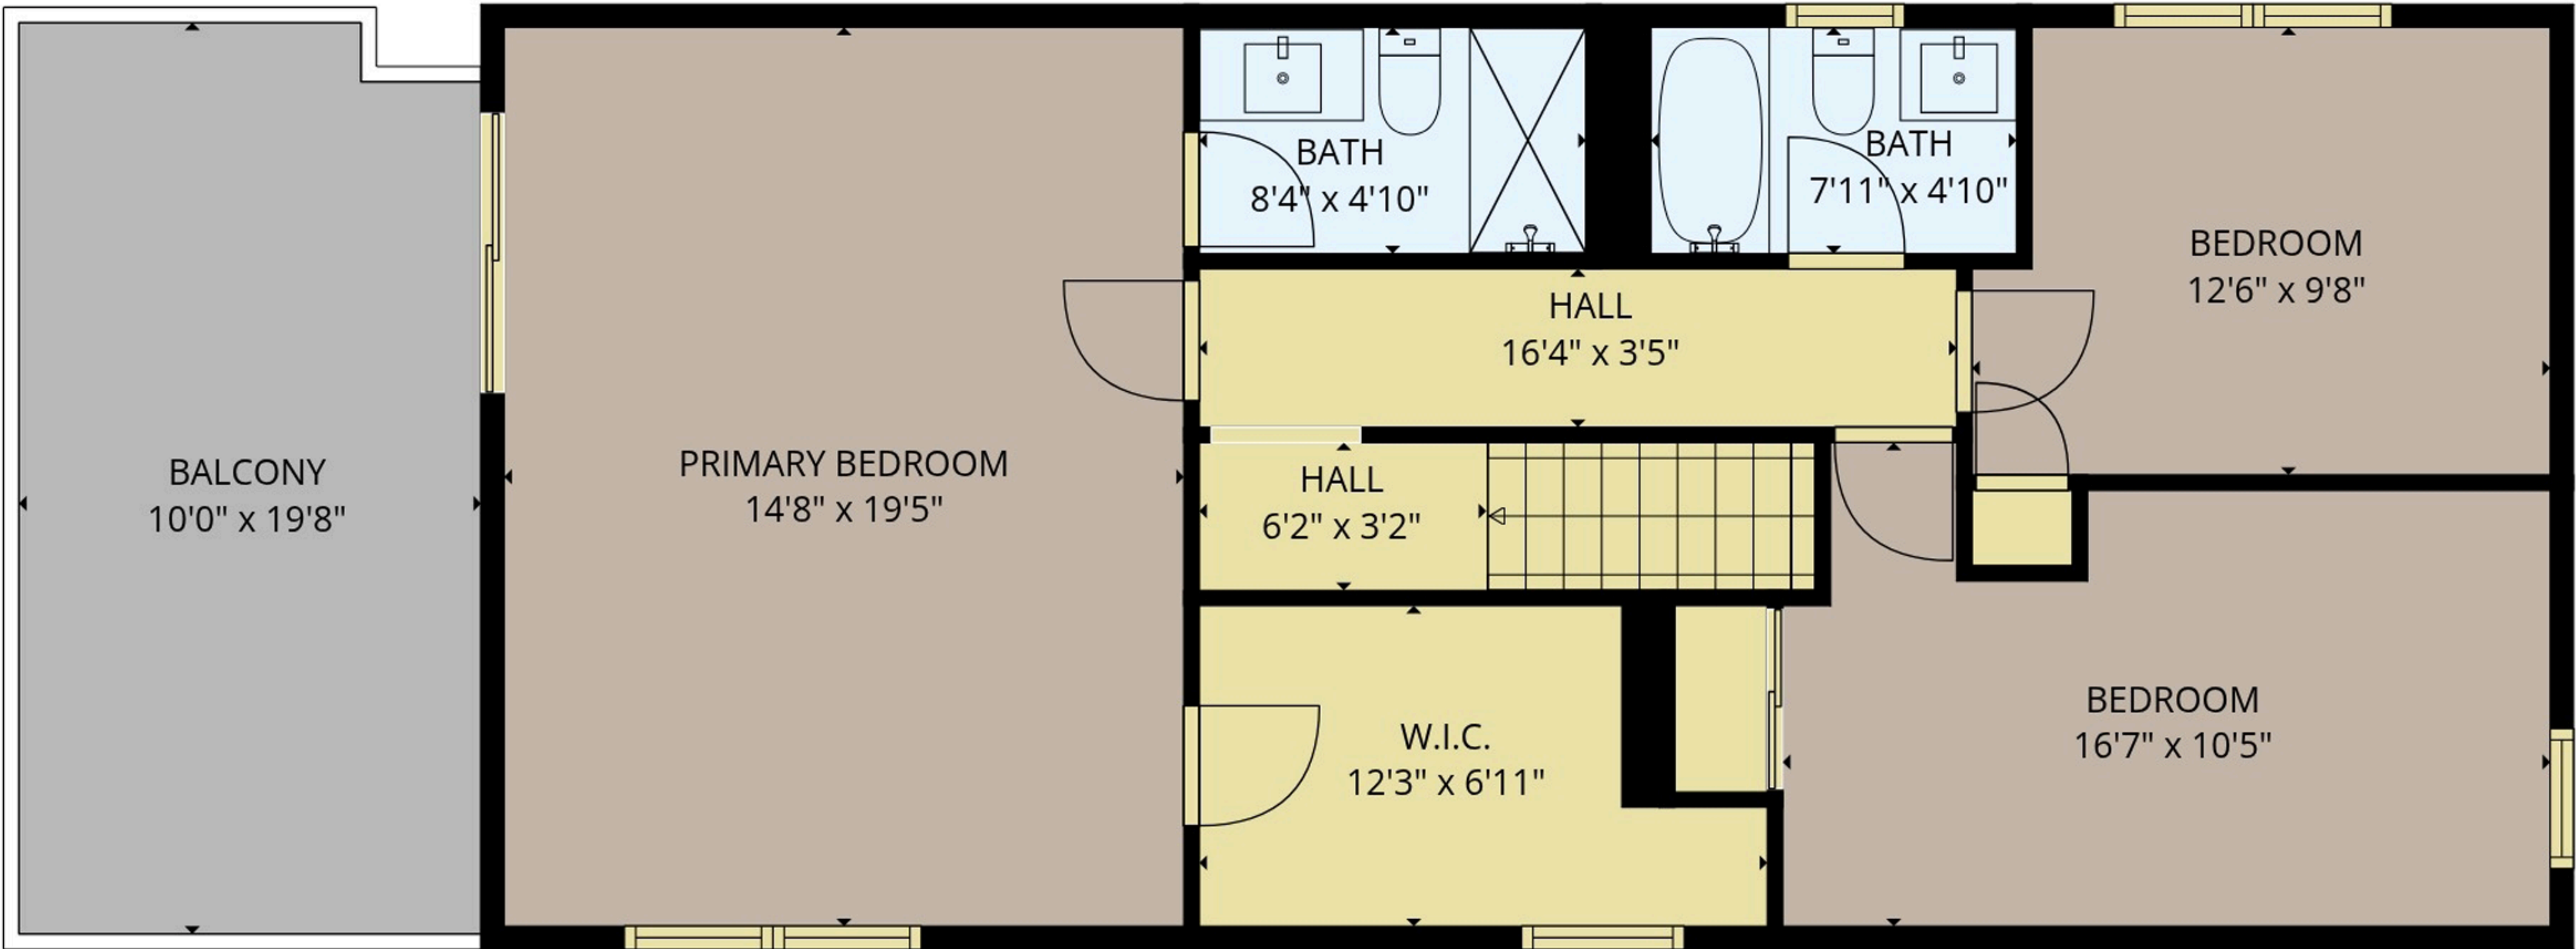 BALCONY
10'0" x 19'8"
PRIMARY BEDROOM
14'8" x 19'5"
BATH
8'4" x 4'10"
BATH
7'11" x 4'10"
BEDROOM
12'6" x 9'8"
HALL
16'4" x 3'5"
HALL
6'2" x 3'2"
W.I.C.
12'3" x 6'11"
BEDROOM
16'7" x 10'5"